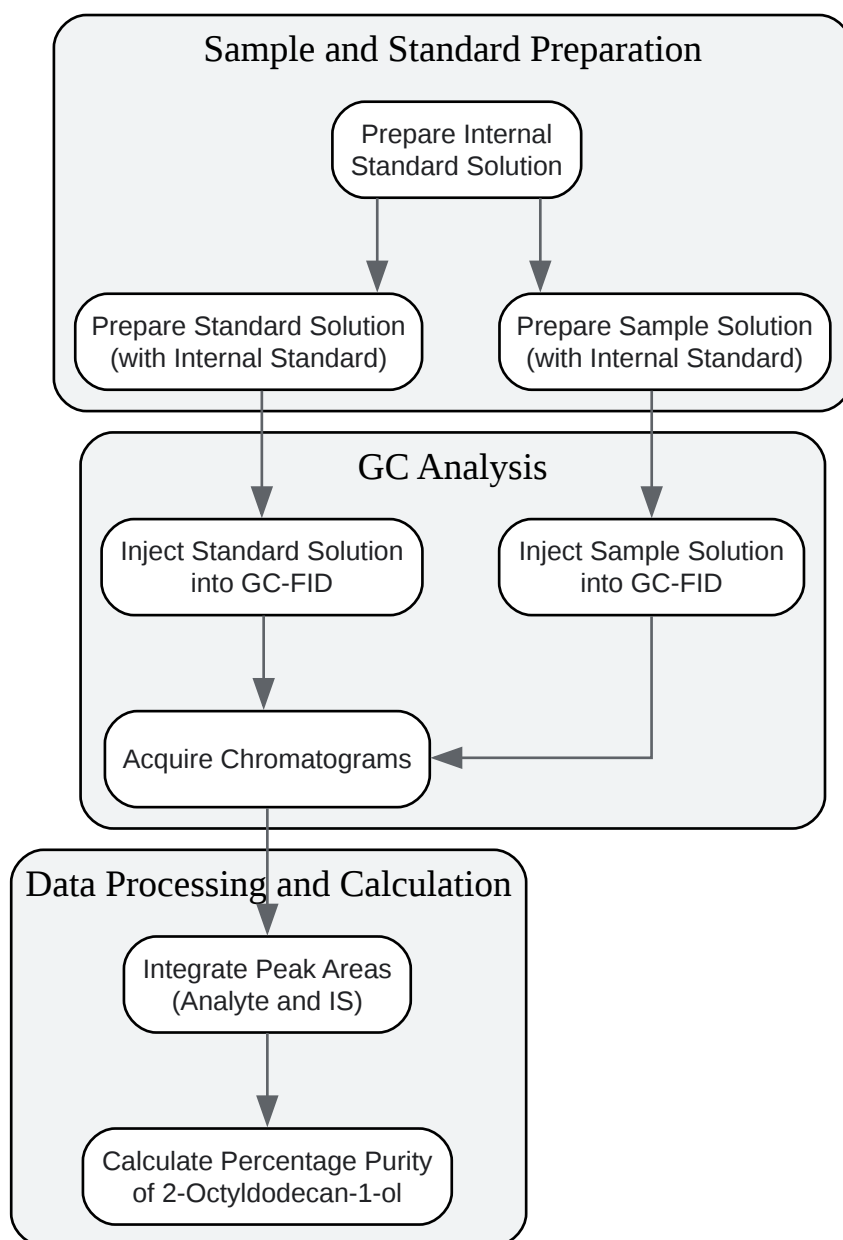 Sample and Standard Preparation
Prepare Internal
Standard Solution
Prepare Standard Solution
(with Internal Standard)
Prepare Sample Solution
(with Internal Standard)
GC Analysis
Inject Standard Solution
into GC-FID
Inject Sample Solution
into GC-FID
Acquire Chromatograms
Data Processing and Calculation
Integrate Peak Areas
(Analyte and IS)
Calculate Percentage Purity
of 2-Octyldodecan-1-ol